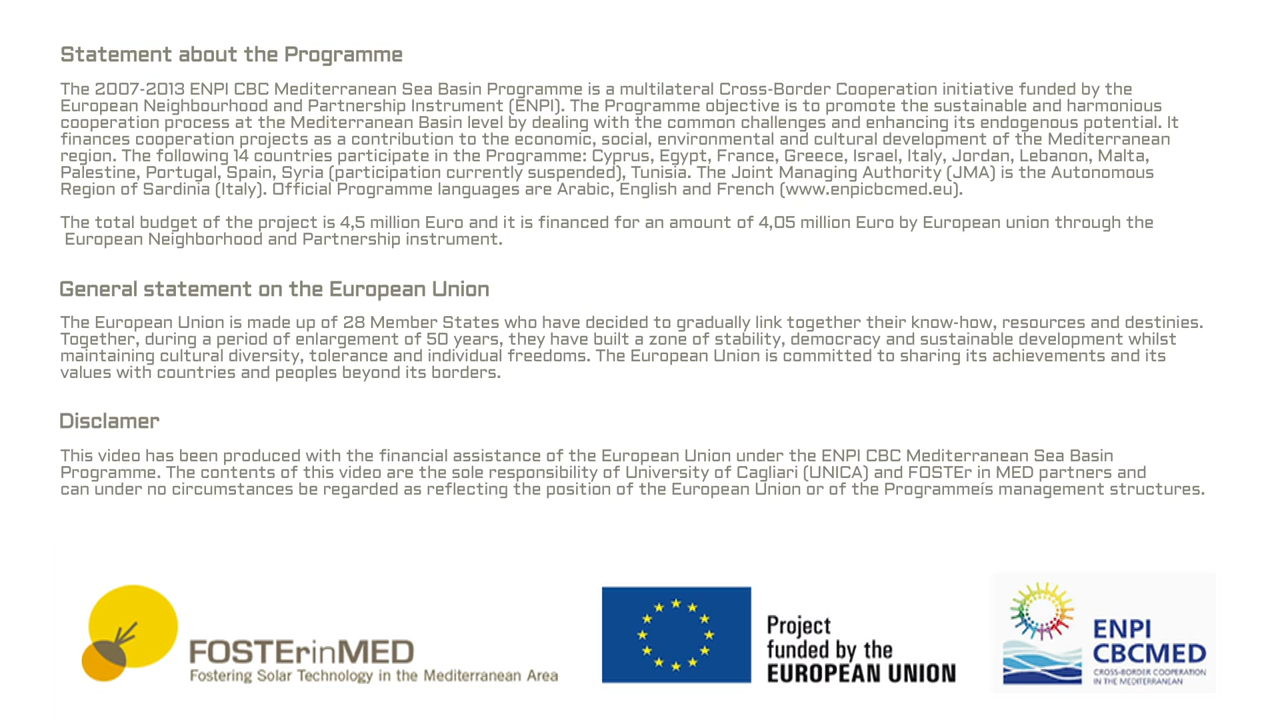 Statement about the Programme
The 2007-2013 ENPI CBC Mediterranean Sea Basin Programme is a multilateral Cross-Border Cooperation initiative funded by the
European Neighbourhood and Partnership Instrument (ENPI). The Programme objective is to promote the sustainable and harmonious
cooperation process at the Mediterranean Basin level by dealing with the common challenges and enhancing its endogenous potential. It
finances cooperation projects as a contribution to the economic, social, environmental and cultural development of the Mediterranean
region. The following 14 countries participate in the Programme: Cyprus, Egypt, France, Greece, Israel, Italy, Jordan, Lebanon, Malta,
Palestine, Portugal, Spain, Syria (participation currently suspended), Tunisia. The Joint Managing Authority (JMA) is the Autonomous
Region of Sardinia (Italy). Official Programme languages are Arabic, English and French (www.enpicbcmed.eu).
The total budget of the project is 4,5 million Euro and it is financed for an amount of 4,05 million Euro by European union through the
European Neighborhood and Partnership instrument.
General statement on the European Union
The European Union is made up of 28 Member States who have decided to gradually link together their know-how, resources and destinies.
Together, during a period of enlargement of 50 years, they have built a zone of stability, democracy and sustainable development whilst
maintaining cultural diversity, tolerance and individual freedoms. The European Union is committed to sharing its achievements and its
values with countries and peoples beyond its borders.
Disclamer
This video has been produced with the financial assistance of the European Union under the ENPI CBC Mediterranean Sea Basin
Programme. The contents of this video are the sole responsibility of University of Cagliari (UNICA) and FOSTEr in MED partners and
can under no circumstances be regarded as reflecting the position of the European Union or of the Programmeís management structures.
FOSTErinMED
Fostering Solar Technology in the Mediterranean Area
Project
funded by the
EUROPEAN UNION
ENPI
CBCMED
CROSS-BORDER COOPERATION
IN THE MEDITERRANEAN